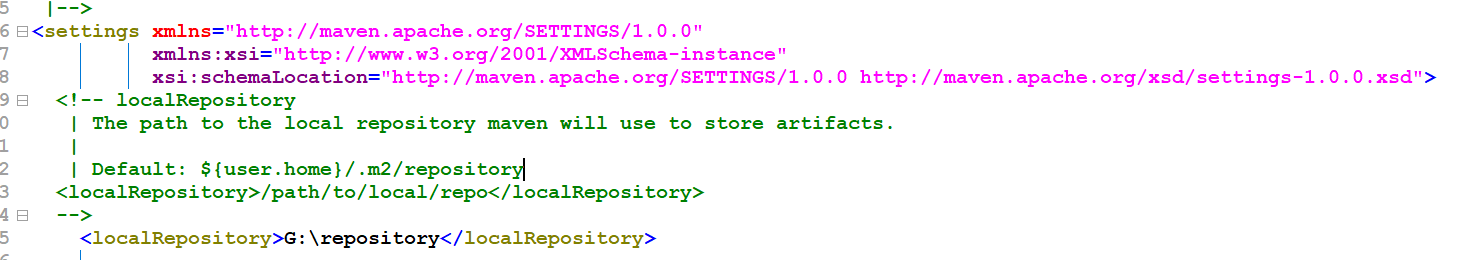 5   |-->
6 <settings xmlns="http://maven.apache.org/SETTINGS/1.0.0"
7           xmlns:xsi="http://www.w3.org/2001/XMLSchema-instance"
8           xsi:schemaLocation="http://maven.apache.org/SETTINGS/1.0.0 http://maven.apache.org/xsd/settings-1.0.0.xsd">
9   <!-- localRepository
0    | The path to the local repository maven will use to store artifacts.
1    |
2    | Default: ${user.home}/.m2/repository
3   <localRepository>/path/to/local/repo</localRepository>
4   -->
5     <localRepository>G:\repository</localRepository>